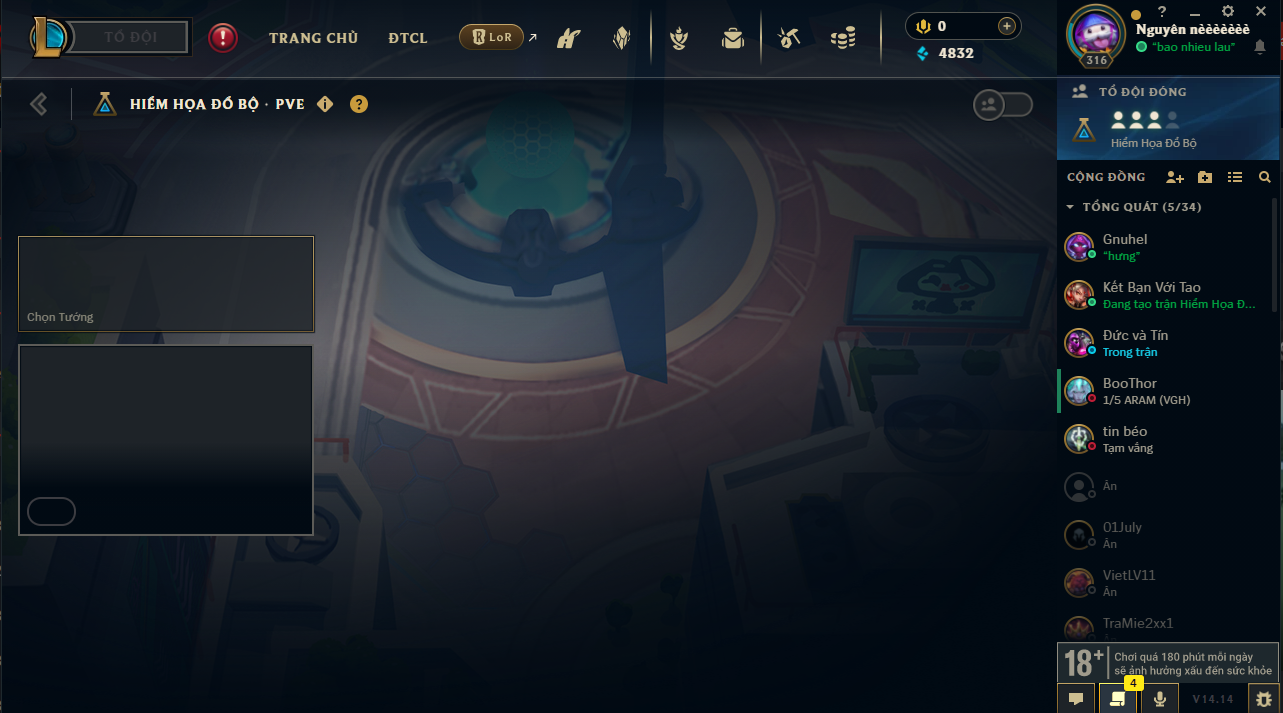 TỔ ĐỘI
TRANG CHỦ
ĐTCL
LoR
0
4832
316
Nguyên nèèèèèèè
"bao nhieu lau"
HIỂM HỌA ĐỔ BỘ · PVE
TỔ ĐỘI ĐÓNG
Hiểm Họa Đổ Bộ
CỘNG ĐỒNG
TỔNG QUÁT (5/34)
Gnuhel
"hưng"
Kết Bạn Với Tao
Đang tạo trận Hiểm Họa Đ...
Đức và Tín
Trong trận
BooThor
1/5 ARAM (VGH)
tin béo
Tạm vắng
Ẩn
01July
Ẩn
VietLV11
Ẩn
TraMie2xx1
Chọn Tướng
18+
Chơi quá 180 phút mỗi ngày
sẽ ảnh hưởng xấu đến sức khỏe
4
V14.14